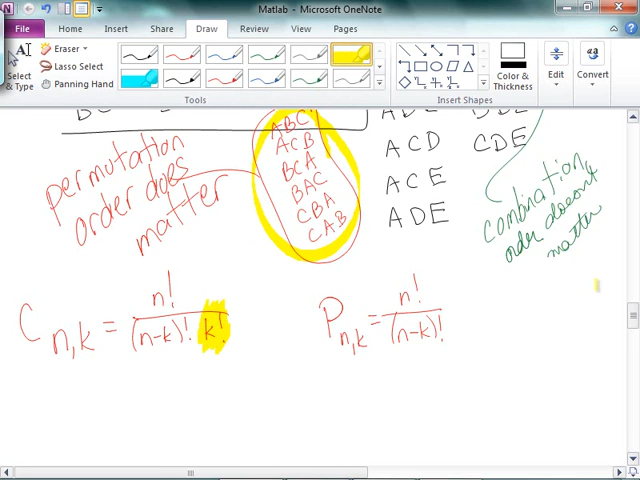 Matlab - Microsoft OneNote
File Home Insert Share Draw Review View
Select & Type
Eraser
Lasso Select
Panning Hand
Color & Thickness
Edit
Convert
Tools
Insert Shapes
ABC
ACB
BCA
BAC
CBA
CAB
permutation
order does
matter
ACD CDE
ACE
ADE
combination
order doesn't
matter
C n,k = n! / (n-k)! k!
P n,k = n! / (n-k)!